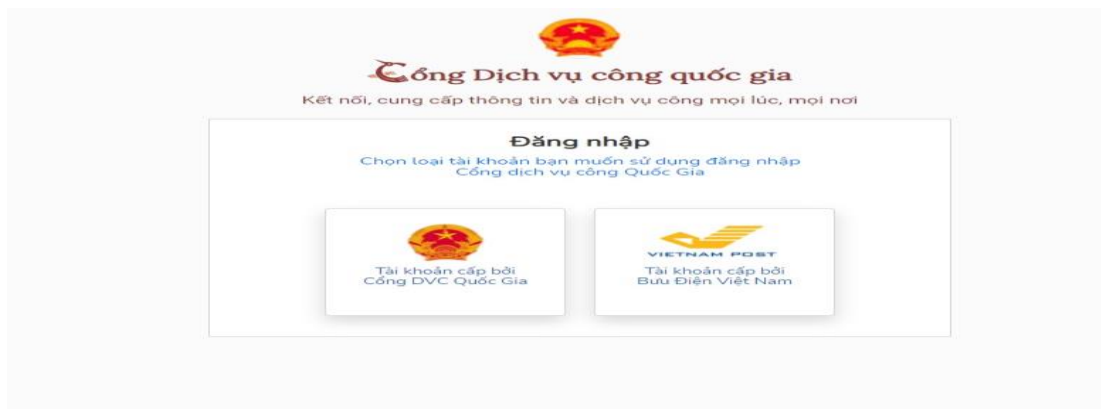 Cổng Dịch vụ công quốc gia
Kết nối, cung cấp thông tin và dịch vụ công mọi lúc, mọi nơi
Đăng nhập
Chọn loại tài khoản bạn muốn sử dụng đăng nhập
Cổng dịch vụ công Quốc Gia
Tài khoản cấp bởi
Cổng DVC Quốc Gia
VIETNAM POST
Tài khoản cấp bởi
Bưu Điện Việt Nam